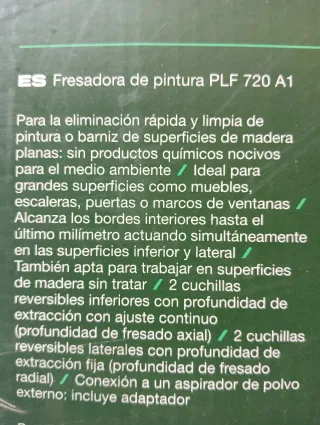 ES Fresadora de pintura PLF 720 A1
Para la eliminación rápida y limpia de
pintura o barniz de superficies de madera
planas: sin productos químicos nocivos
para el medio ambiente / Ideal para
grandes superficies como muebles,
escaleras, puertas o marcos de ventanas /
Alcanza los bordes interiores hasta el
último milímetro actuando simultáneamente
en las superficies inferior y lateral /
También apta para trabajar en superficies
de madera sin tratar / 2 cuchillas
reversibles inferiores con profundidad de
extracción con ajuste continuo
(profundidad de fresado axial) / 2 cuchillas
reversibles laterales con profundidad de
extracción fija (profundidad de fresado
radial) / Conexión a un aspirador de polvo
externo: incluye adaptador